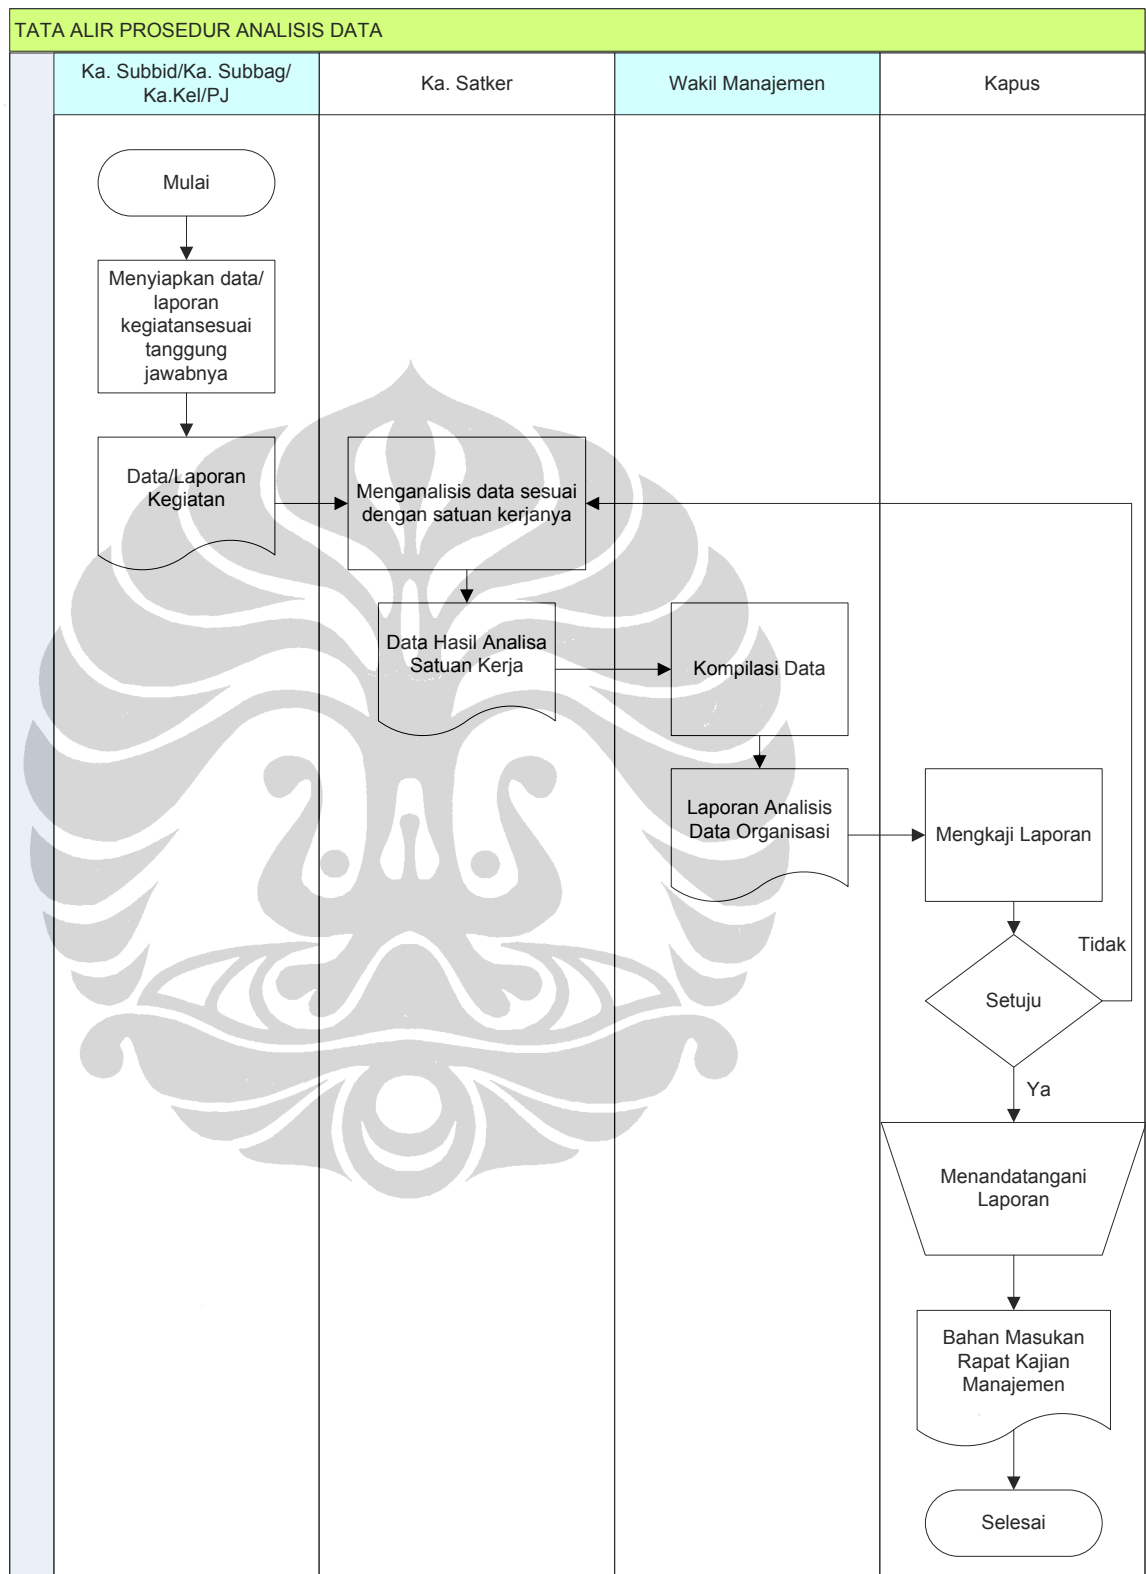 TATA ALIR PROSEDUR ANALISIS DATA
Ka. Subbid/Ka. Subbag/
Ka.Kel/PJ
Ka. Satker
Wakil Manajemen
Kapus
Mulai
Menyiapkan data/
laporan
kegiatansesuai
tanggung
jawabnya
Data/Laporan
Kegiatan
Menganalisis data sesuai
dengan satuan kerjanya
Data Hasil Analisa
Satuan Kerja
Kompilasi Data
Laporan Analisis
Data Organisasi
Mengkaji Laporan
Tidak
Setuju
Ya
Menandatangani
Laporan
Bahan Masukan
Rapat Kajian
Manajemen
Selesai